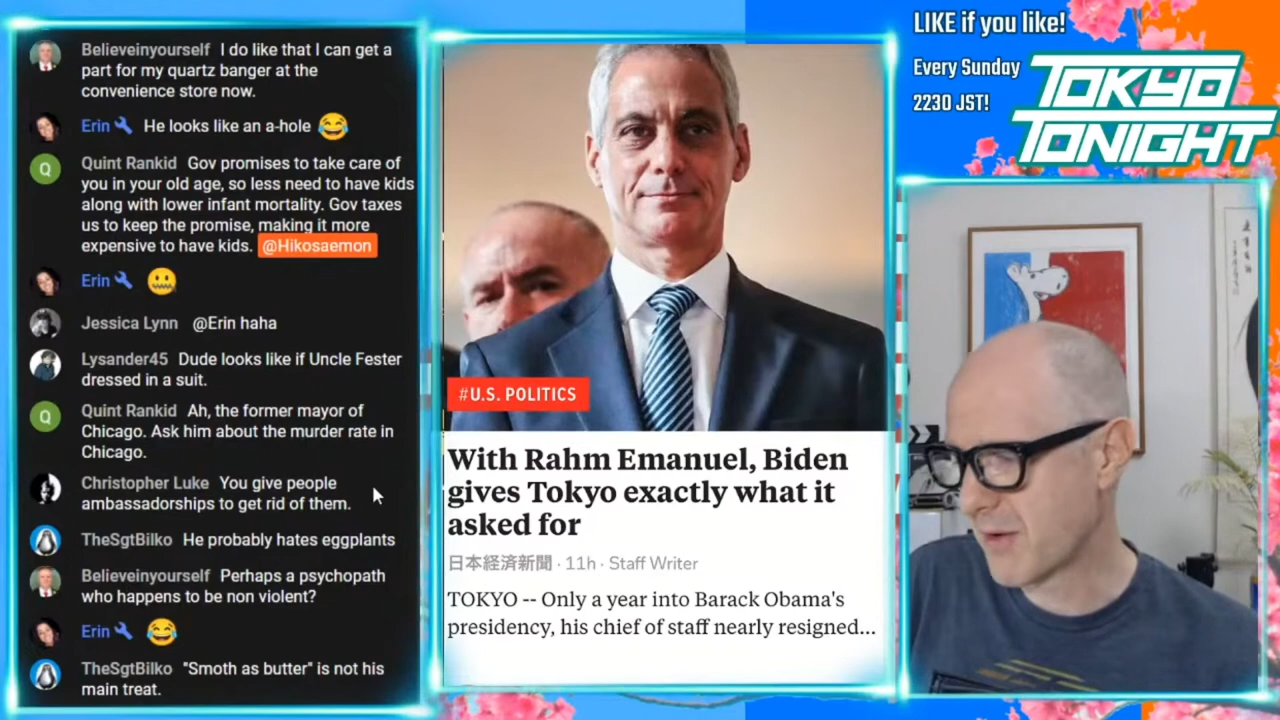 Believeinyourself I do like that I can get a
part for my quartz banger at the
convenience store now.
Erin He looks like an a-hole
Q
Quint Rankid Gov promises to take care of
you in your old age, so less need to have kids
along with lower infant mortality. Gov taxes
us to keep the promise, making it more
expensive to have kids. @Hikosaemon
Erin
Jessica Lynn @Erin haha
Lysander45 Dude looks like if Uncle Fester
dressed in a suit.
Q
Quint Rankid Ah, the former mayor of
Chicago. Ask him about the murder rate in
Chicago.
Christopher Luke You give people
ambassadorships to get rid of them.
TheSgtBilko He probably hates eggplants
Believeinyourself Perhaps a psychopath
who happens to be non violent?
Erin
TheSgtBilko "Smoth as butter" is not his
main treat.
#U.S. POLITICS
With Rahm Emanuel, Biden
gives Tokyo exactly what it
asked for
日本経済新聞 · 11h · Staff Writer
TOKYO -- Only a year into Barack Obama's
presidency, his chief of staff nearly resigned...
LIKE if you like!
Every Sunday
2230 JST!
TOKYO
TONIGHT